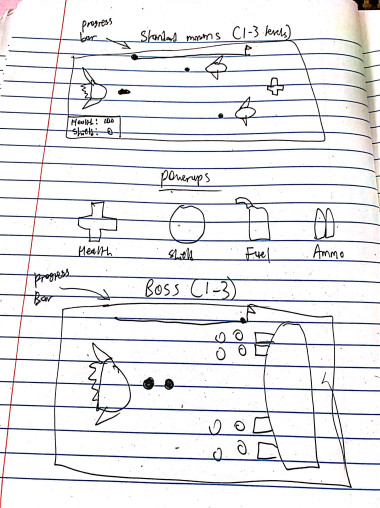 progress
bar
Standard minions (1-3 levels)
Health: 100
Shield: 0
Powerups
Health
Shield
Fuel
Ammo
progress
Bar
BOSS (1-3)